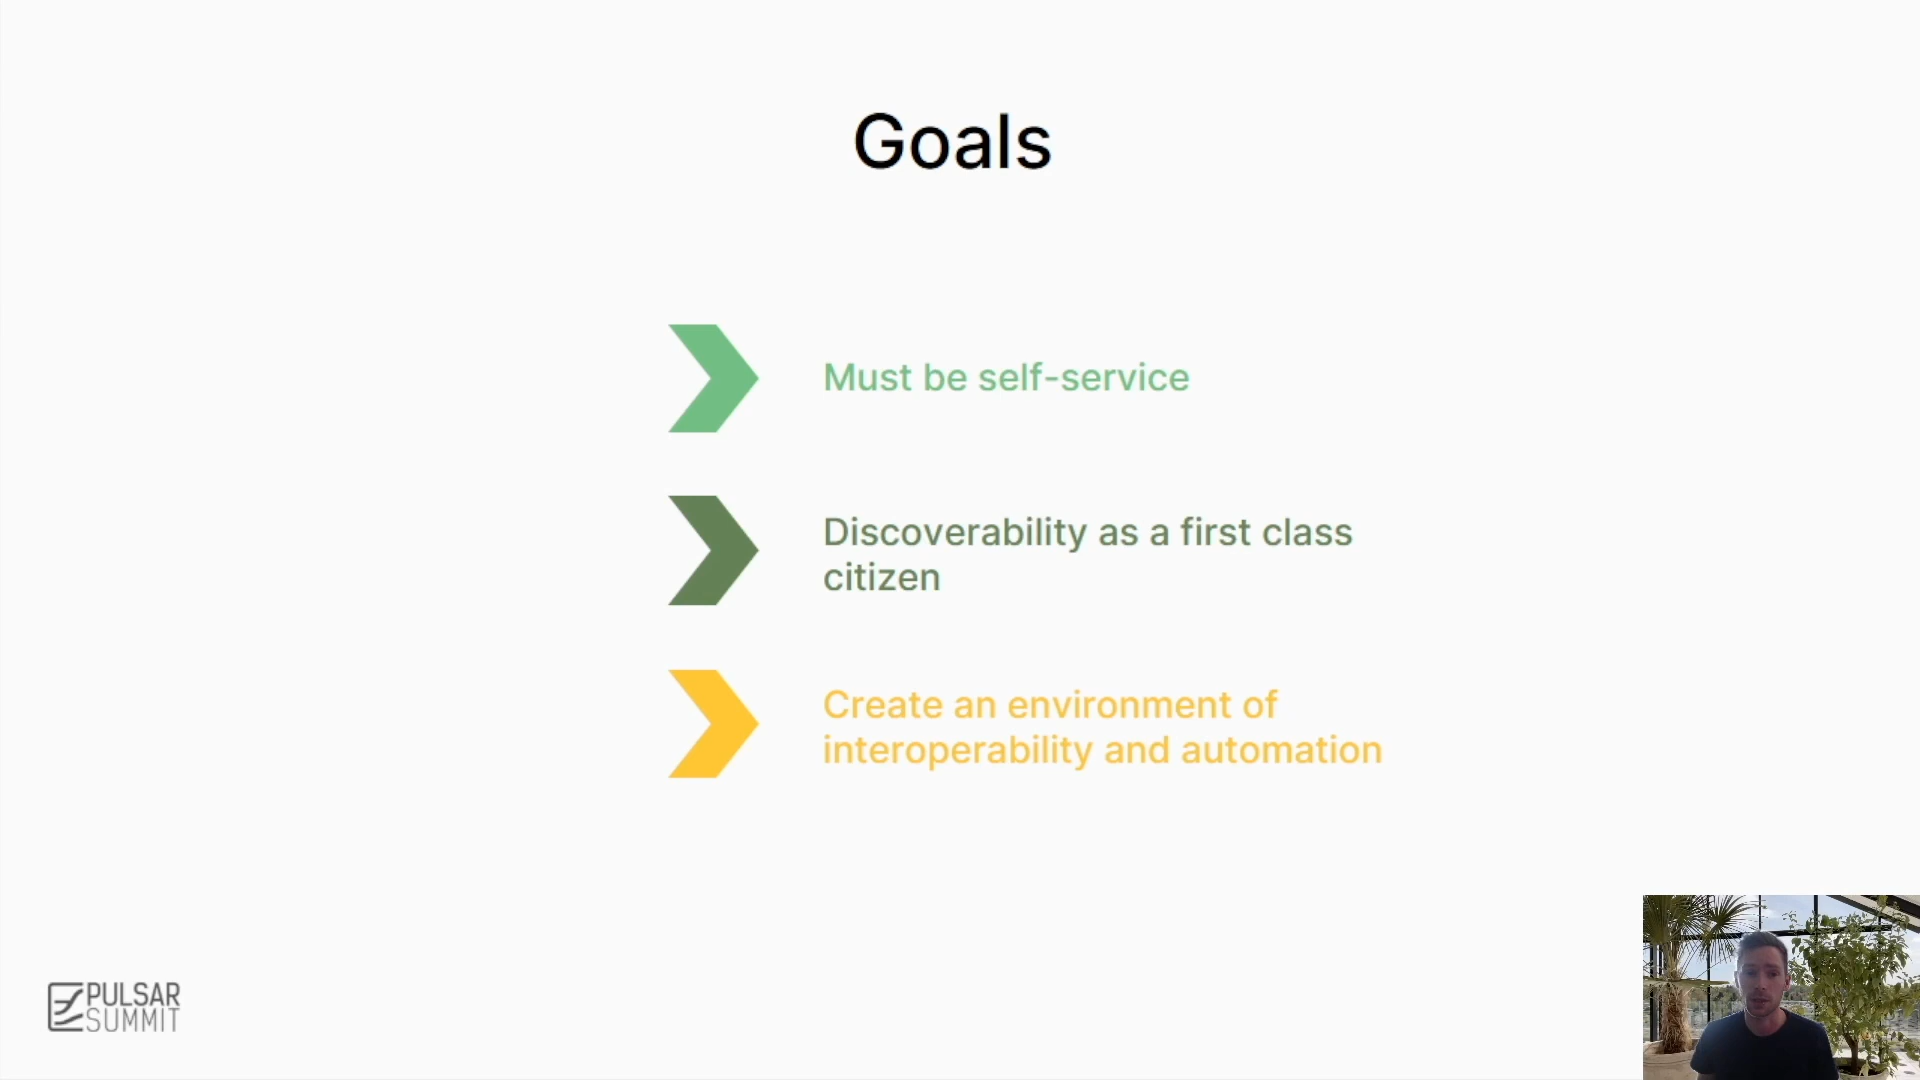 Goals
Must be self-service
Discoverability as a first class
citizen
Create an environment of
interoperability and automation
PULSAR
SUMMIT